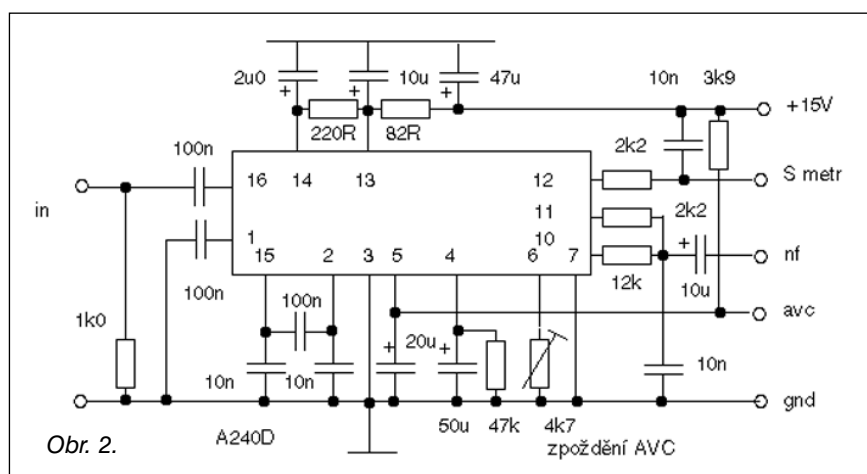 2u0 10u 47u 10n 3k9
+15V
220R 82R
100n 2k2
16 14 13 12 S metr
in 11 2k2
1 10 nf
15 2 3 5 4 6 7
100n 12k 10u
100n avc
1k0 20u
10n 10n 10n
gnd
A240D 50u 47k 4k7
Obr. 2. zpoždění AVC